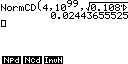 NormCD(4,10^99,√0.108▶
0.02443655525
Npd Ncd InvN